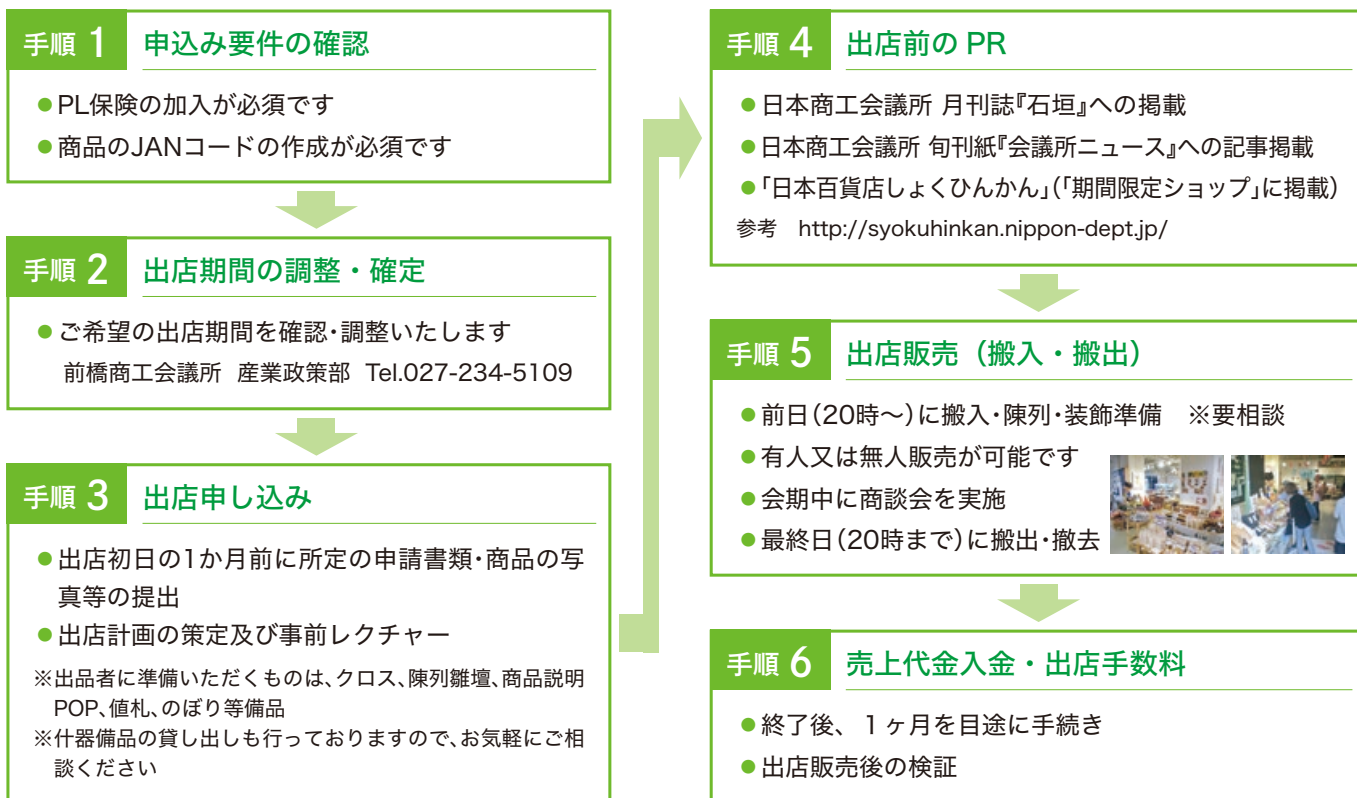 手順 1 申込み要件の確認
●PL保険の加入が必須です
●商品のJANコードの作成が必須です
手順 2 出店期間の調整・確定
●ご希望の出店期間を確認・調整いたします
前橋商工会議所 産業政策部 Tel.027-234-5109
手順 3 出店申し込み
●出店初日の1か月前に所定の申請書類・商品の写
真等の提出
●出店計画の策定及び事前レクチャー
※出品者に準備いただくものは、クロス、陳列雛壇、商品説明
POP、値札、のぼり等備品
※什器備品の貸し出しも行っておりますので、お気軽にご相
談ください
手順 4 出店前の PR
●日本商工会議所 月刊誌『石垣』への掲載
●日本商工会議所 旬刊紙『会議所ニュース』への記事掲載
●「日本百貨店しょくひんかん」(「期間限定ショップ」に掲載)
参考 http://syokuhinkan.nippon-dept.jp/
手順 5 出店販売（搬入・搬出）
●前日(20時〜)に搬入・陳列・装飾準備 ※要相談
●有人又は無人販売が可能です
●会期中に商談会を実施
●最終日(20時まで)に搬出・撤去
手順 6 売上代金入金・出店手数料
●終了後、1ヶ月を目途に手続き
●出店販売後の検証